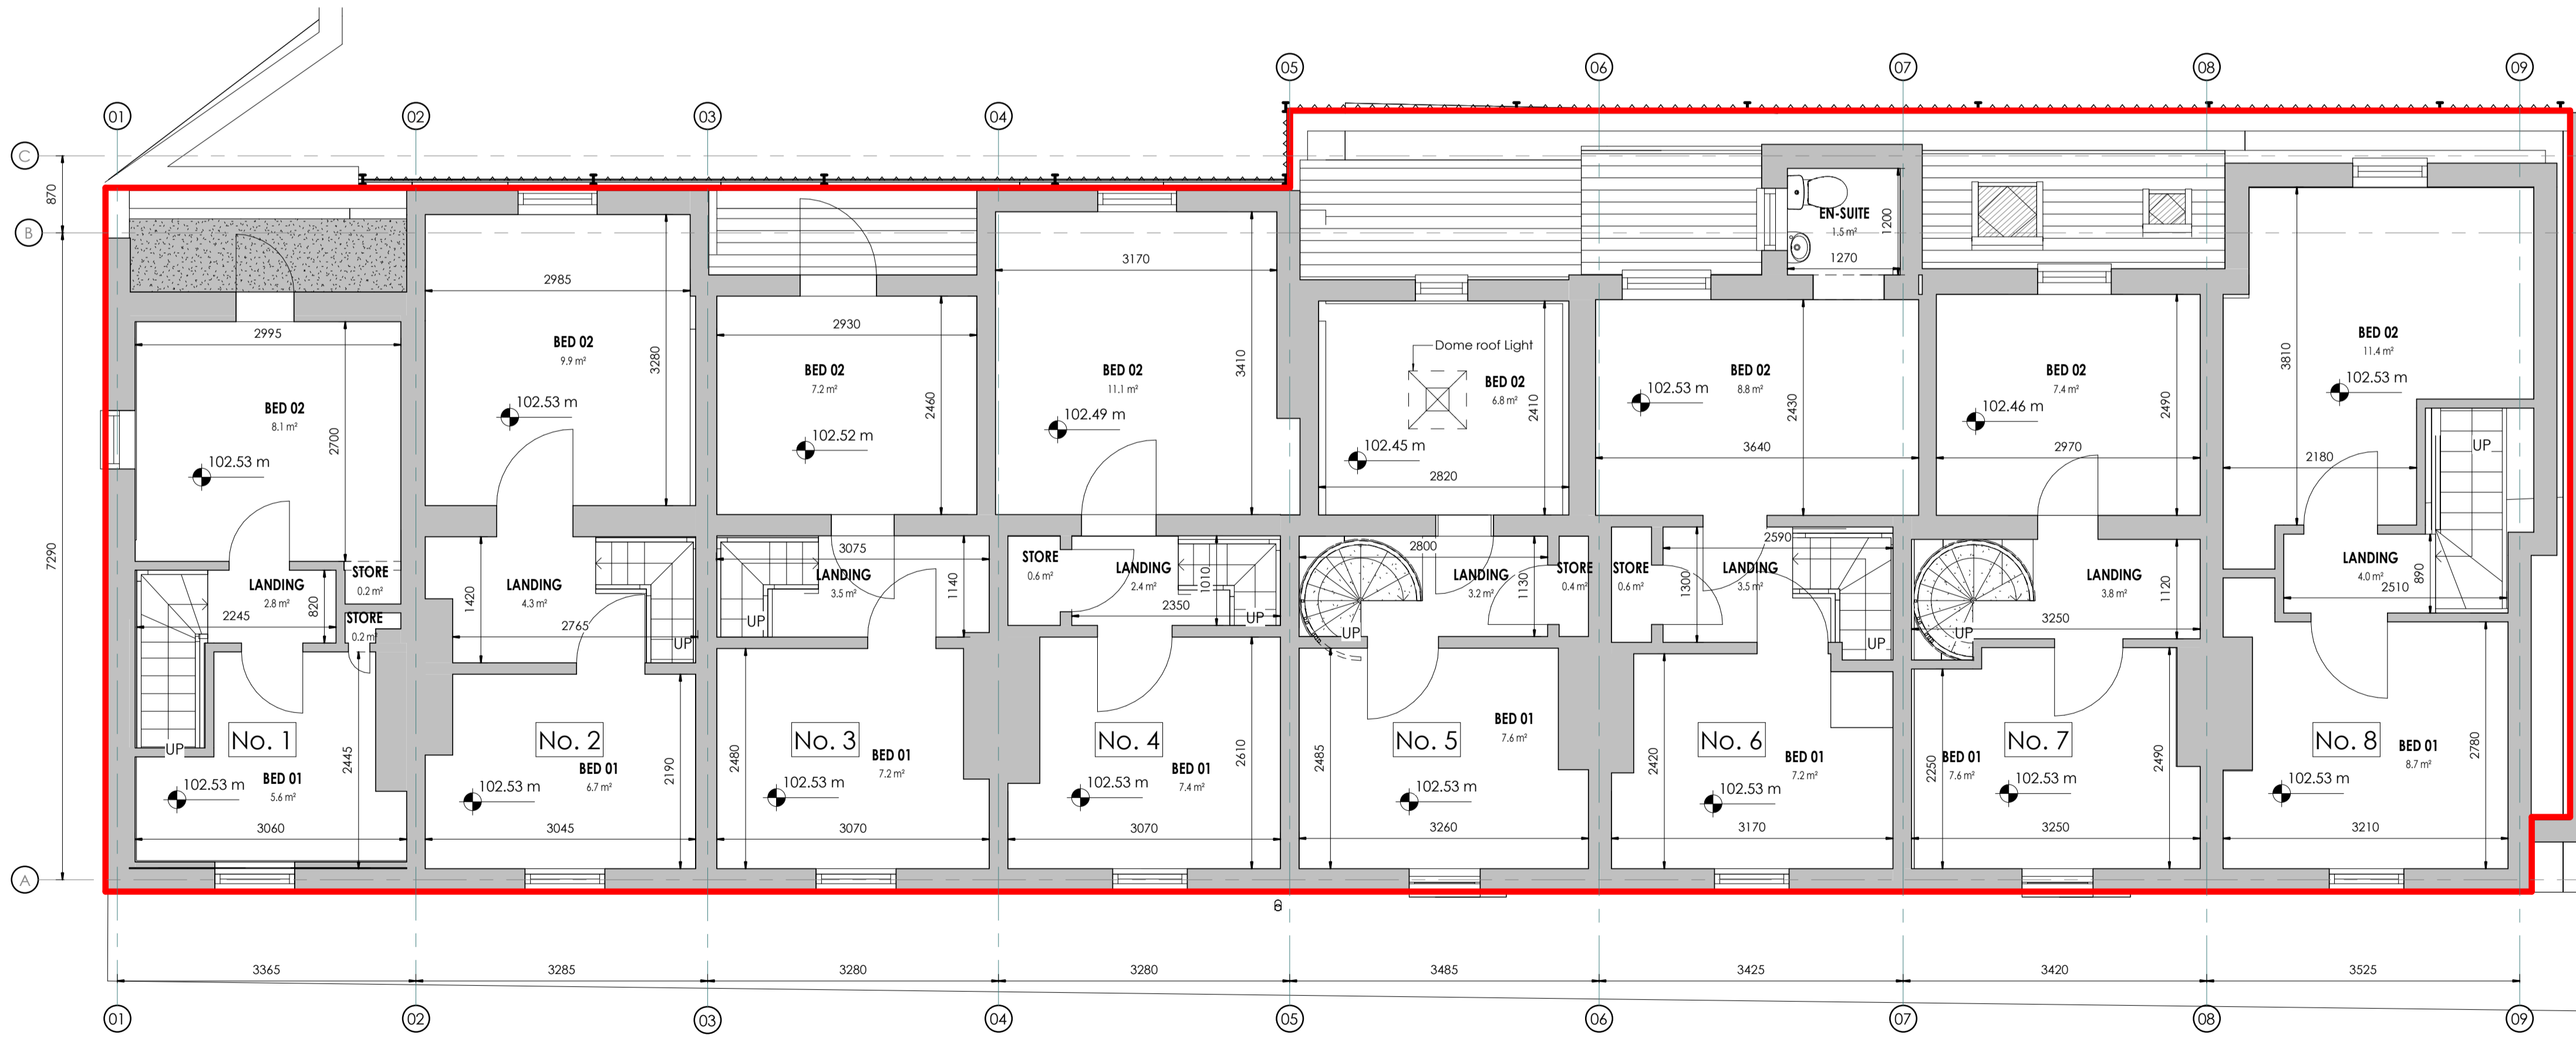 05
06
07
08
09
01
02
03
04
C
870
B
7290
A
2995
BED 02
8.1 m²
2700
102.53 m
STORE
0.2 m²
LANDING
2.8 m²
820
2245
STORE
0.2 m²
UP
No. 1
2445
BED 01
5.6 m²
102.53 m
3060
2985
BED 02
9.9 m²
3280
102.53 m
1420
LANDING
4.3 m²
2765
UP
No. 2
BED 01
6.7 m²
2190
102.53 m
3045
2930
BED 02
7.2 m²
2460
102.52 m
3075
LANDING
3.5 m²
1140
UP
No. 3
2480
BED 01
7.2 m²
102.53 m
3070
3170
3410
BED 02
11.1 m²
102.49 m
STORE
0.6 m²
LANDING
2.4 m²
1010
2350
UP
No. 4
2610
BED 01
7.4 m²
102.53 m
3070
Dome roof Light
BED 02
6.8 m²
2410
102.45 m
2820
2800
LANDING
3.2 m²
1130
STORE
0.4 m²
UP
BED 01
7.6 m²
No. 5
2485
102.53 m
3260
EN-SUITE
1.5 m²
1200
1270
BED 02
8.8 m²
102.53 m
2430
3640
2590
STORE
0.6 m²
1300
LANDING
3.5 m²
UP
No. 6
2420
BED 01
7.2 m²
102.53 m
3170
BED 02
7.4 m²
102.46 m
2490
2970
LANDING
3.8 m²
1120
3250
UP
No. 7
2250
BED 01
7.6 m²
2490
102.53 m
3250
BED 02
11.4 m²
3810
102.53 m
UP
2180
LANDING
4.0 m²
890
2510
No. 8
BED 01
8.7 m²
2780
102.53 m
3210
3365
3285
3280
3280
3485
3425
3420
3525
01
02
03
04
05
06
07
08
09